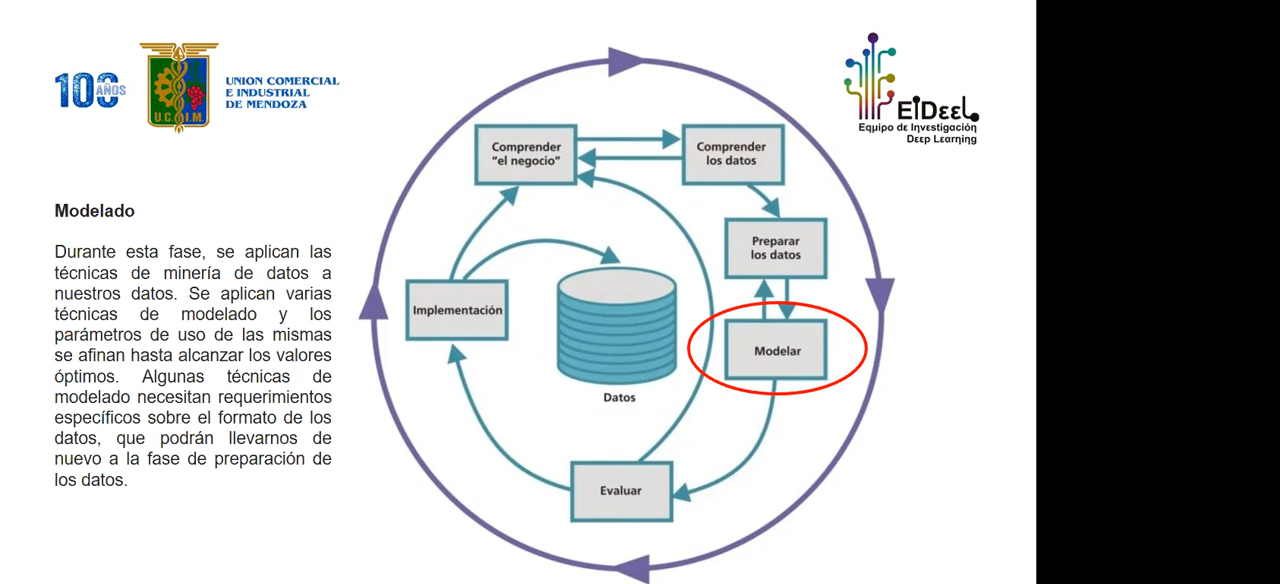 100 AÑOS
U.C.I.M.
UNION COMERCIAL
E INDUSTRIAL
DE MENDOZA
EIDeeL
Equipo de Investigación
Deep Learning
Modelado
Durante esta fase, se aplican las
técnicas de minería de datos a
nuestros datos. Se aplican varias
técnicas de modelado y los
parámetros de uso de las mismas
se afinan hasta alcanzar los valores
óptimos. Algunas técnicas de
modelado necesitan requerimientos
específicos sobre el formato de los
datos, que podrán llevarnos de
nuevo a la fase de preparación de
los datos.
Comprender
"el negocio"
Comprender
los datos
Preparar
los datos
Modelar
Evaluar
Implementación
Datos